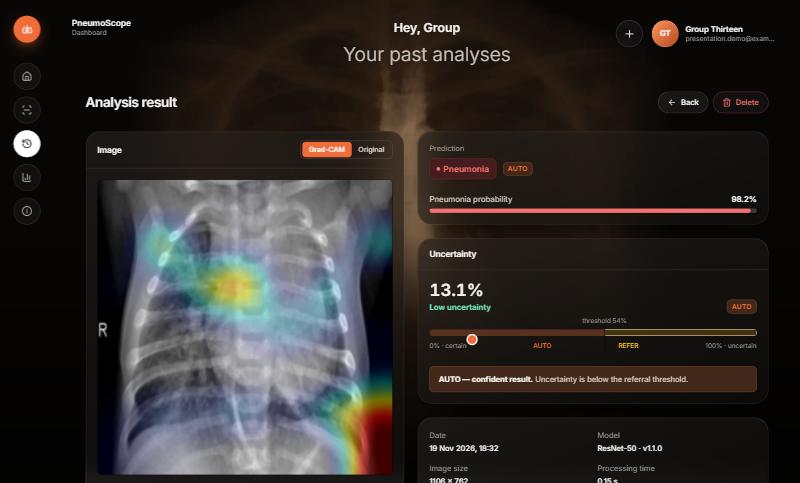 PneumoScope
Dashboard
Hey, Group
Your past analyses
GT
Group Thirteen
presentation.demo@exam...
Analysis result
Back
Delete
Image
Grad-CAM
Original
R
Prediction
Pneumonia
AUTO
Pneumonia probability
98.2%
Uncertainty
13.1%
Low uncertainty
AUTO
threshold 54%
0% · certain
AUTO
REFER
100% · uncertain
AUTO — confident result. Uncertainty is below the referral threshold.
Date
19 Nov 2026, 18:32
Model
ResNet-50 · v1.1.0
Image size
1106 × 762
Processing time
0.15 s